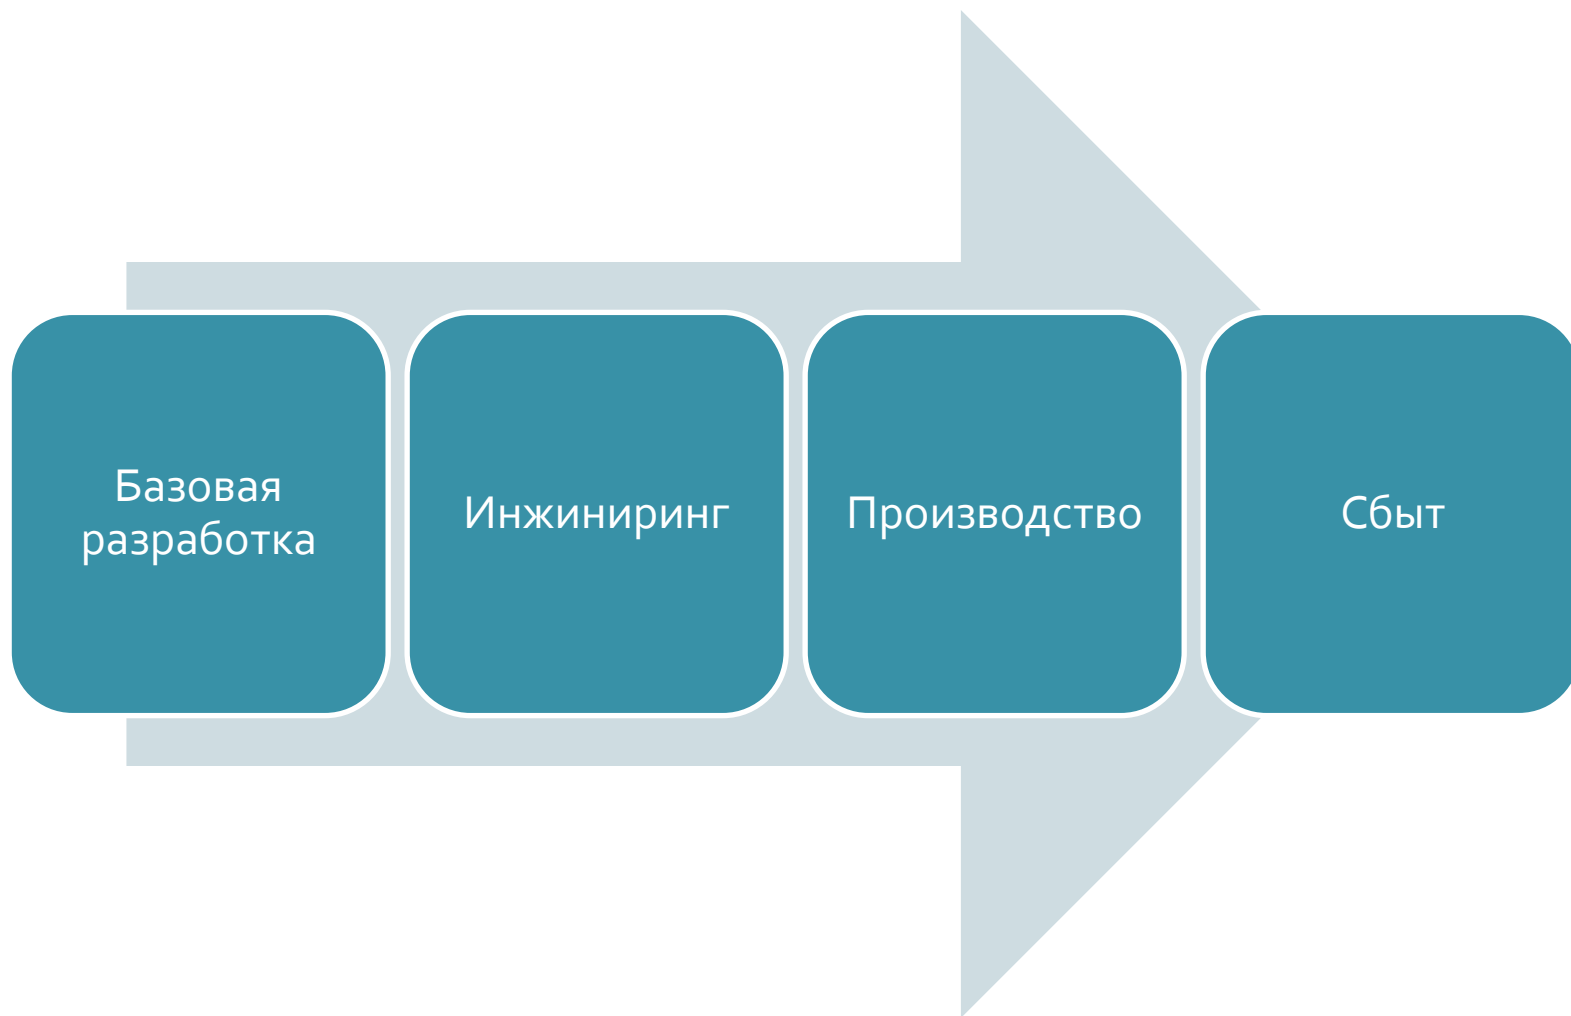 Базовая
разработка
Инжиниринг
Производство
Сбыт